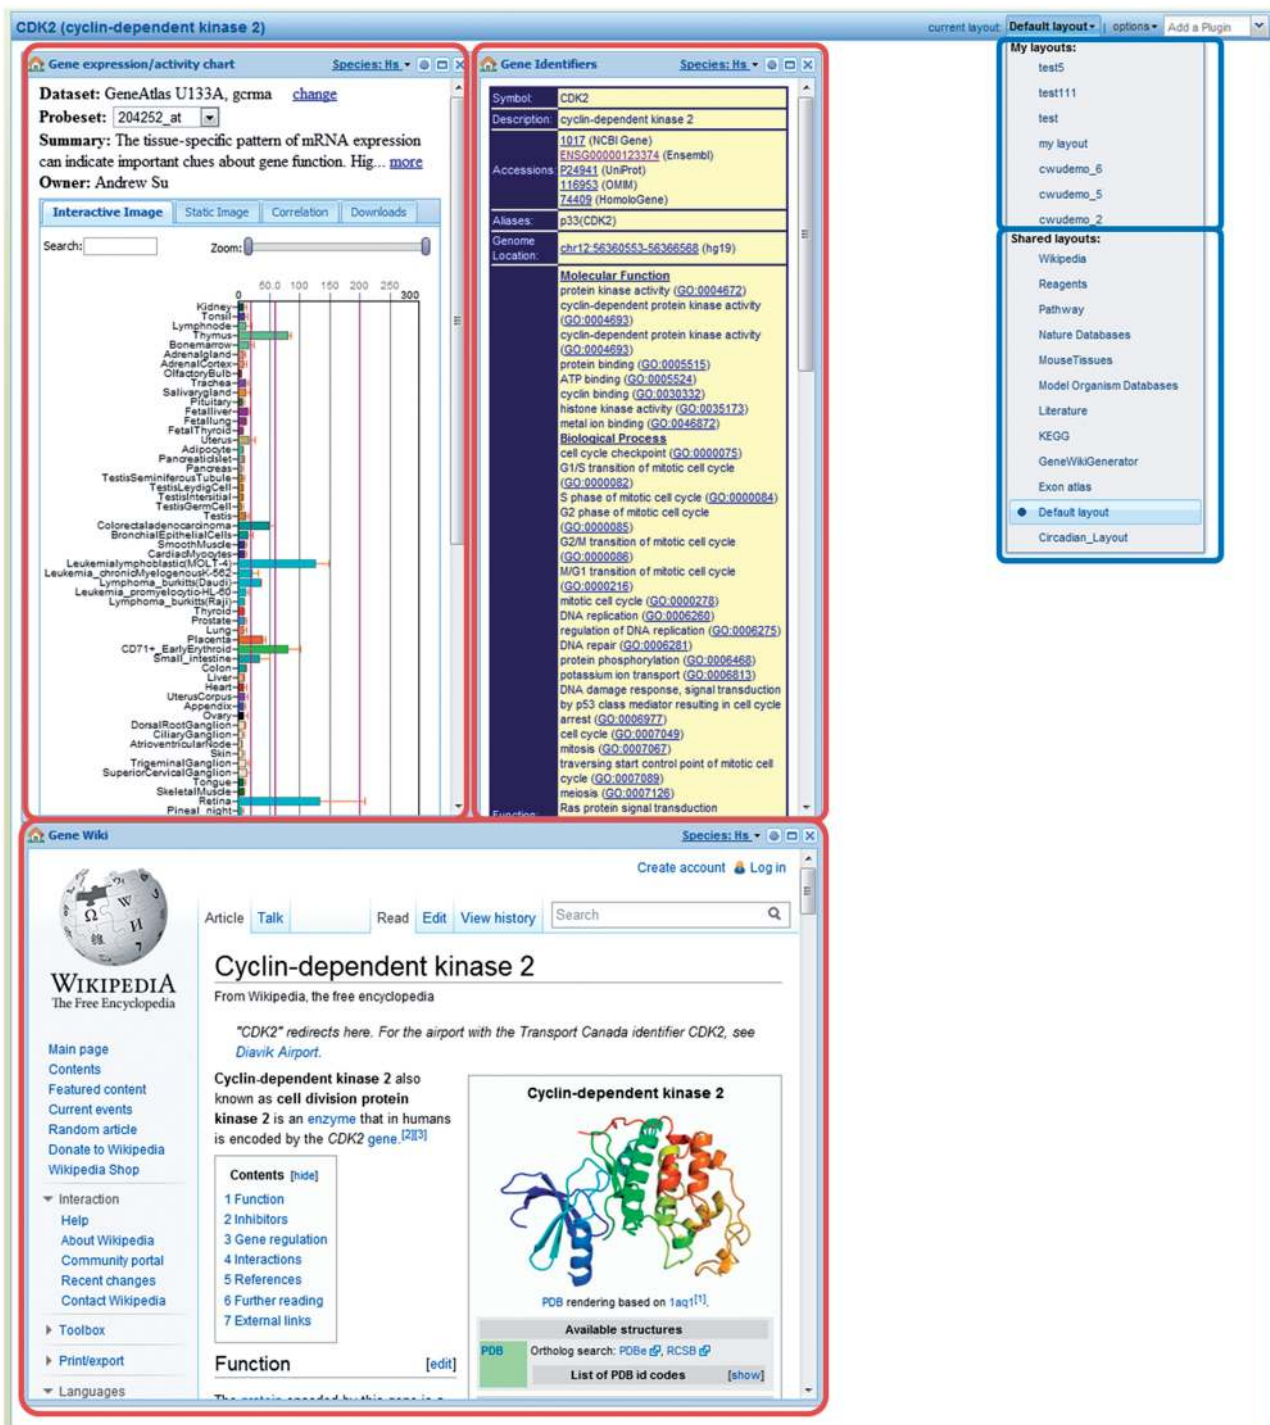 CDK2 (cyclin-dependent kinase 2)
current layout: Default layout | options Add a Plugin
Gene expression/activity chart Species: Hs
Dataset: GeneAtlas U133A, gcrma change
Probeset: 204252_at
Summary: The tissue-specific pattern of mRNA expression
can indicate important clues about gene function. Hig... more
Owner: Andrew Su
Interactive Image Static Image Correlation Downloads
Search: Zoom:
0 50.0 100 150 200 250 300
Kidney
Tonsil
Lymphnode
Thymus
Bonemarrow
Adrenalgland
AdrenalCortex
OlfactoryBulb
Trachea
Salivarygland
Pituitary
Fetalliver
Fetallung
FetalThyroid
Uterus
Adipocyte
PancreaticIslet
Pancreas
TestisSeminiferousTubule
TestisLeydigCell
TestisIntersitial
TestisGermCell
Testis
Colorectaladenocarcinoma
BronchialEpithelialCells
SmoothMuscle
CardiacMyocytes
Leukemialymphoblastic(MOLT-4)
Leukemia_chronicMyelogenousK-562
Lymphoma_burkitts(Daudi)
Leukemia_promyelocytic-HL-60
Lymphoma_burkitts(Raji)
Thyroid
Prostate
Lung
Placenta
CD71+_EarlyErythroid
Small_intestine
Colon
Liver
Heart
UterusCorpus
Appendix
Ovary
DorsalRootGanglion
CiliaryGanglion
AtrioventricularNode
Skin
TrigeminalGanglion
SuperiorCervicalGanglion
Tongue
SkeletalMuscle
Retina
Pineal_night
Gene Identifiers Species: Hs
Symbol: CDK2
Description: cyclin-dependent kinase 2
Accessions: 1017 (NCBI Gene)
ENSG00000123374 (Ensembl)
P24941 (UniProt)
116953 (OMIM)
74409 (HomoloGene)
Aliases: p33(CDK2)
Genome Location: chr12:56360553-56366568 (hg19)
Function:
Molecular Function
protein kinase activity (GO:0004672)
cyclin-dependent protein kinase activity
(GO:0004693)
cyclin-dependent protein kinase activity
(GO:0004693)
protein binding (GO:0005515)
ATP binding (GO:0005524)
cyclin binding (GO:0030332)
histone kinase activity (GO:0035173)
metal ion binding (GO:0046872)
Biological Process
cell cycle checkpoint (GO:0000075)
G1/S transition of mitotic cell cycle
(GO:0000082)
S phase of mitotic cell cycle (GO:0000084)
G2 phase of mitotic cell cycle
(GO:0000085)
G2/M transition of mitotic cell cycle
(GO:0000086)
M/G1 transition of mitotic cell cycle
(GO:0000216)
mitotic cell cycle (GO:0000278)
DNA replication (GO:0006260)
regulation of DNA replication (GO:0006275)
DNA repair (GO:0006281)
protein phosphorylation (GO:0006468)
potassium ion transport (GO:0006813)
DNA damage response, signal transduction
by p53 class mediator resulting in cell cycle
arrest (GO:0006977)
cell cycle (GO:0007049)
mitosis (GO:0007067)
traversing start control point of mitotic cell
cycle (GO:0007089)
meiosis (GO:0007126)
Ras protein signal transduction
My layouts:
test5
test111
test
my layout
cwudemo_6
cwudemo_5
cwudemo_2
Shared layouts:
Wikipedia
Reagents
Pathway
Nature Databases
MouseTissues
Model Organism Databases
Literature
KEGG
GeneWikiGenerator
Exon atlas
Default layout
Circadian_Layout
Gene Wiki Species: Hs
Create account Log in
Article Talk Read Edit View history Search
Ω W И
WIKIPEDIA
The Free Encyclopedia
Main page
Contents
Featured content
Current events
Random article
Donate to Wikipedia
Wikipedia Shop
Interaction
Help
About Wikipedia
Community portal
Recent changes
Contact Wikipedia
Toolbox
Print/export
Languages
Cyclin-dependent kinase 2
From Wikipedia, the free encyclopedia
"CDK2" redirects here. For the airport with the Transport Canada identifier CDK2, see
Diavik Airport.
Cyclin-dependent kinase 2 also
known as cell division protein
kinase 2 is an enzyme that in humans
is encoded by the CDK2 gene.[2][3]
Contents [hide]
1 Function
2 Inhibitors
3 Gene regulation
4 Interactions
5 References
6 Further reading
7 External links
Function [edit]
The protein encoded by this gene is a
Cyclin-dependent kinase 2
PDB rendering based on 1aq1[1].
Available structures
PDB Ortholog search: PDBe, RCSB
List of PDB id codes [show]